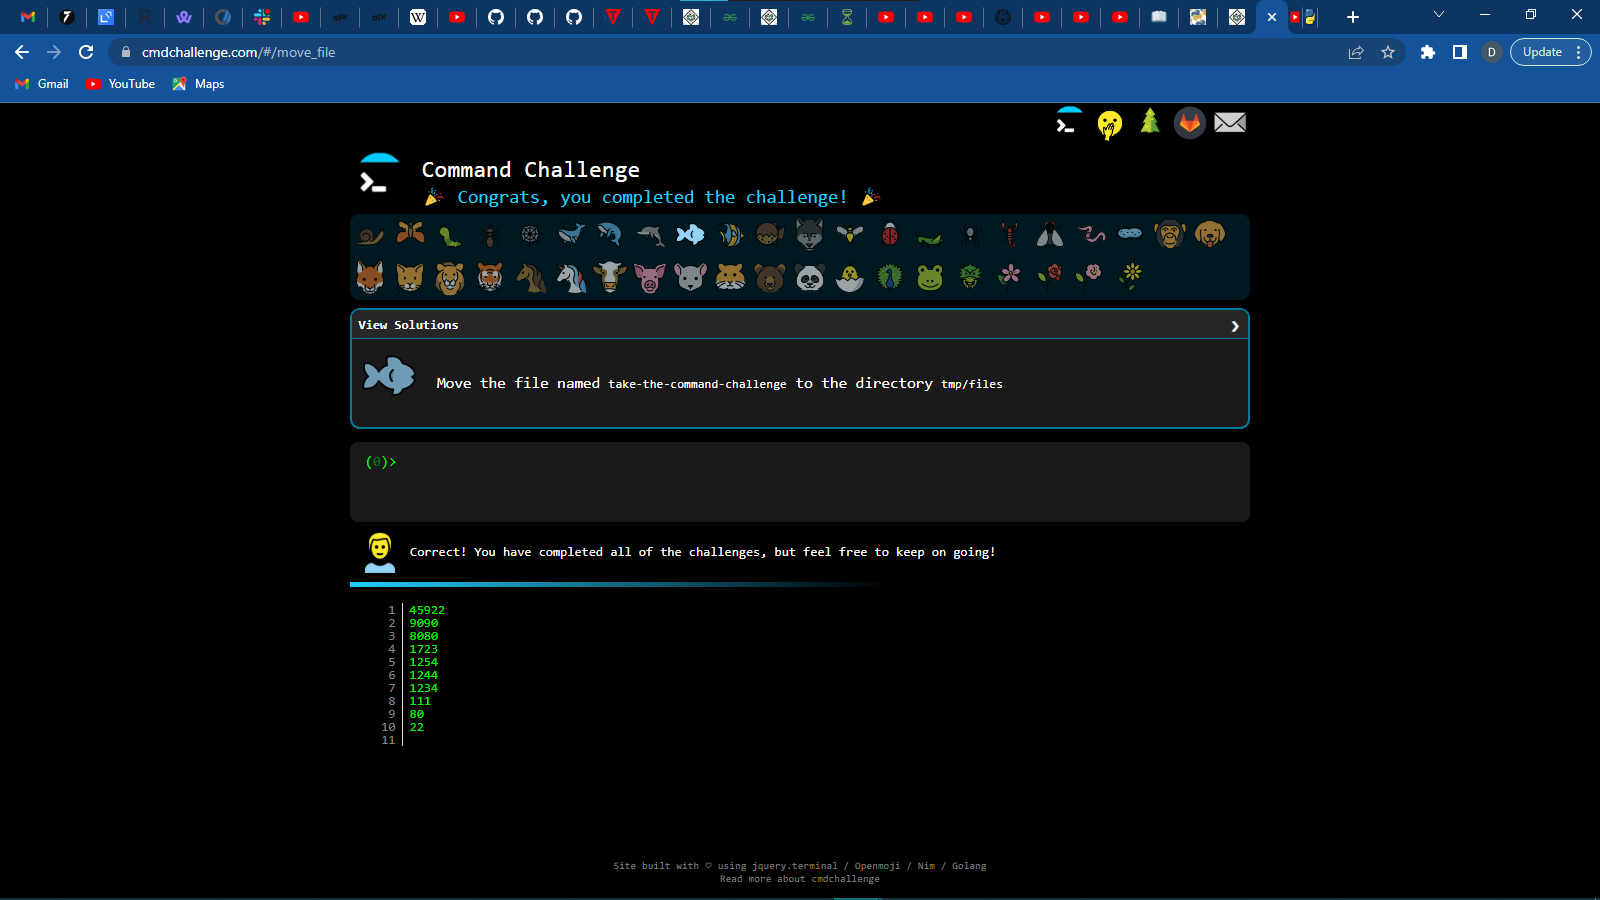 cmdchallenge.com/#/move_file
D
Update
Gmail
YouTube
Maps
Command Challenge
Congrats, you completed the challenge!
View Solutions
Move the file named take-the-command-challenge to the directory tmp/files
(0)>
Correct! You have completed all of the challenges, but feel free to keep on going!
1 45922
2 9090
3 8080
4 1723
5 1254
6 1244
7 1234
8 111
9 80
10 22
11
Site built with ♡ using jquery.terminal / Openmoji / Nim / Golang
Read more about cmdchallenge